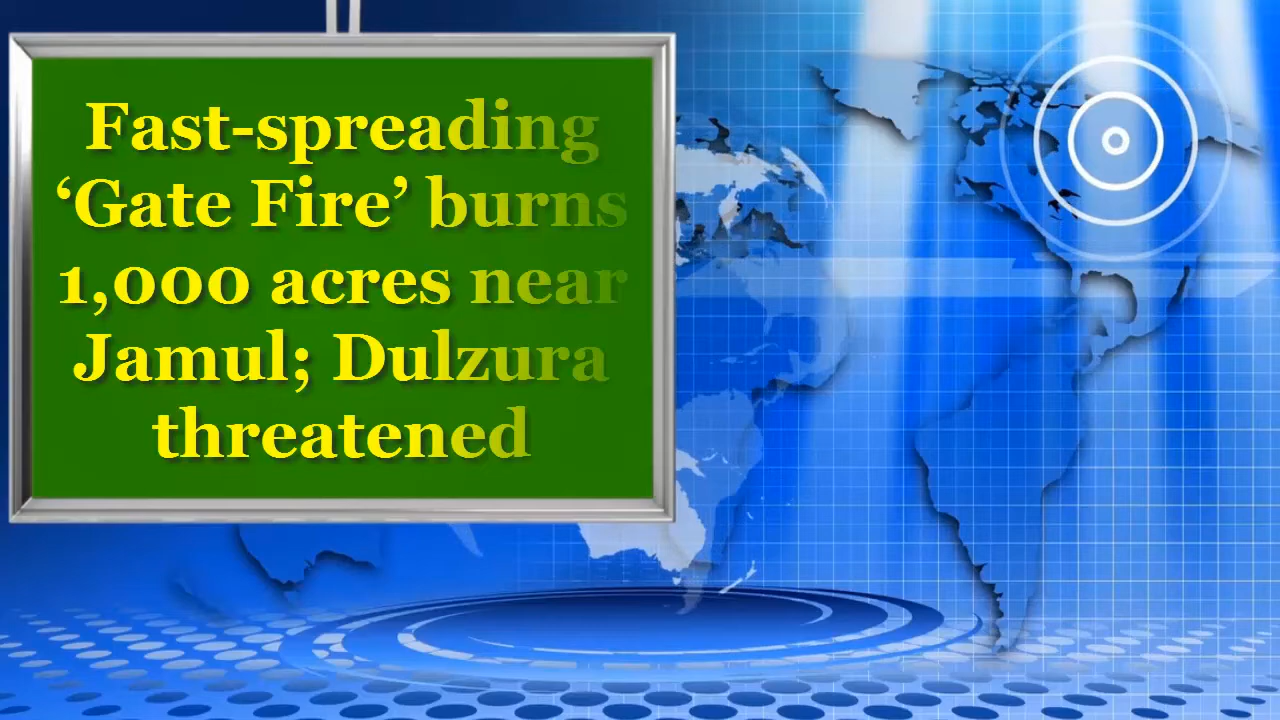 Fast-spreading
‘Gate Fire’ burns
1,000 acres near
Jamul; Dulzura
threatened